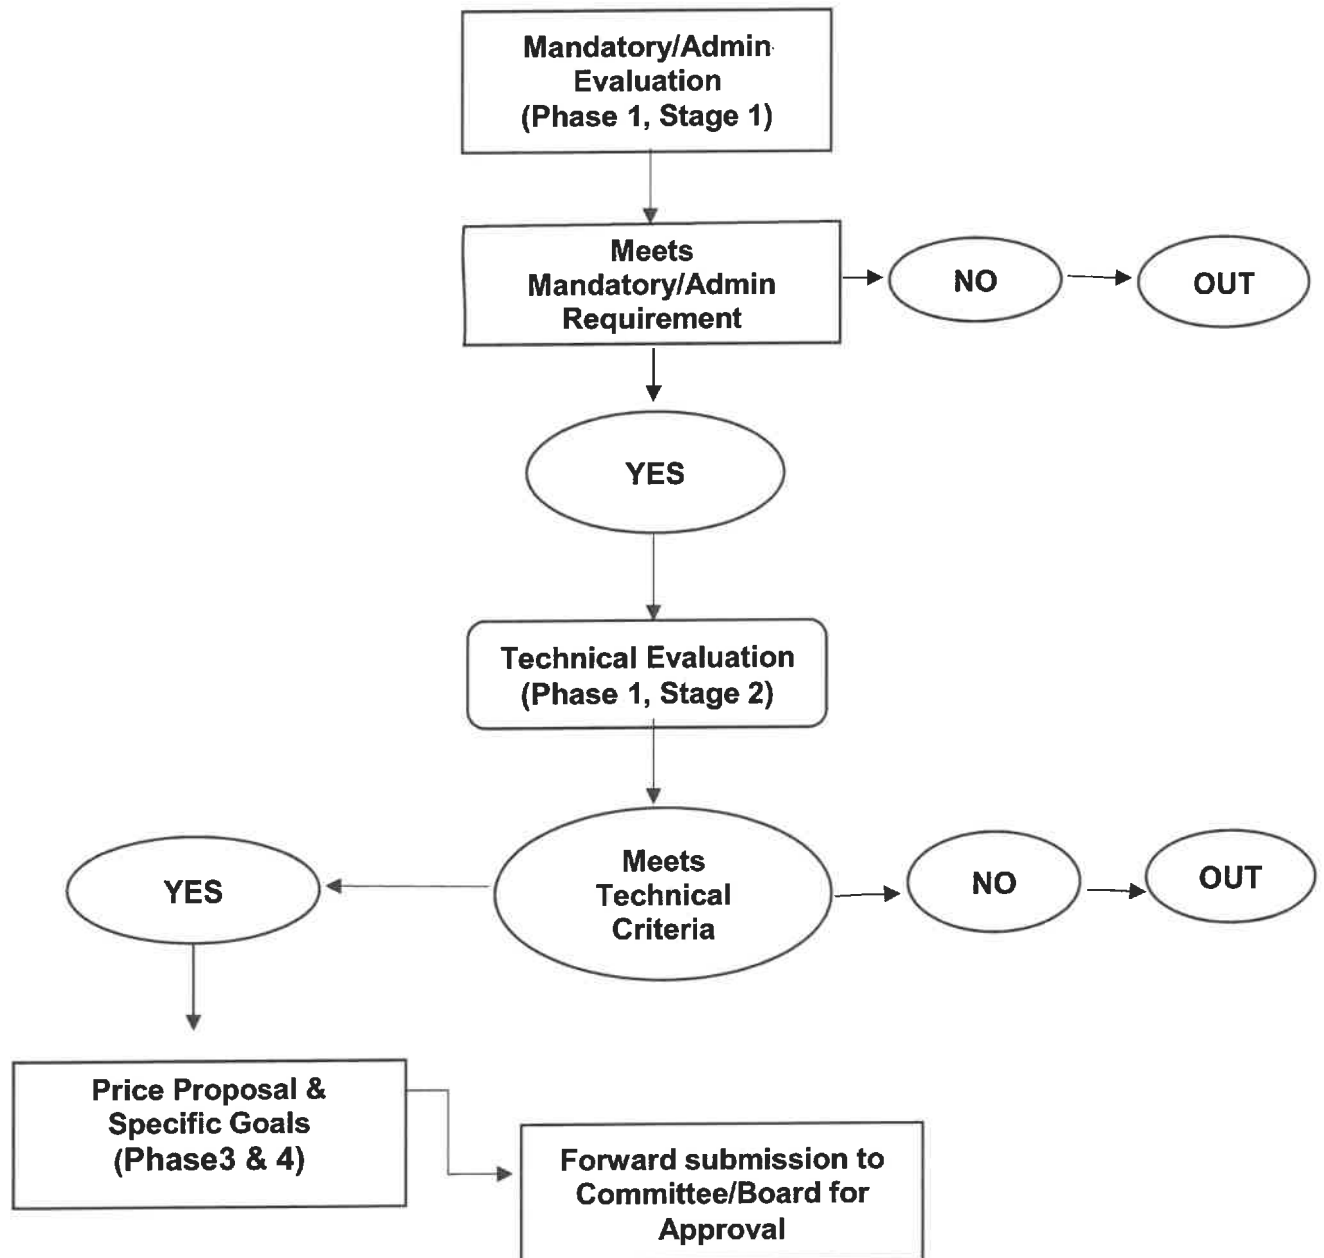 Mandatory/Admin
Evaluation
(Phase 1, Stage 1)
Meets
Mandatory/Admin
Requirement
NO
OUT
YES
Technical Evaluation
(Phase 1, Stage 2)
Meets
Technical
Criteria
NO
OUT
YES
Price Proposal &
Specific Goals
(Phase3 & 4)
Forward submission to
Committee/Board for
Approval